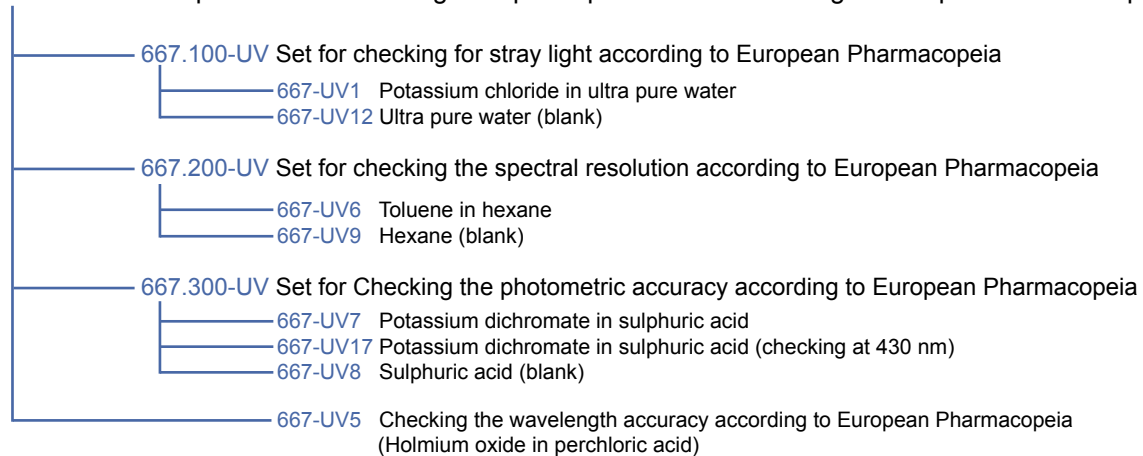 667.100-UV Set for checking for stray light according to European Pharmacopeia
667-UV1 Potassium chloride in ultra pure water
667-UV12 Ultra pure water (blank)
667.200-UV Set for checking the spectral resolution according to European Pharmacopeia
667-UV6 Toluene in hexane
667-UV9 Hexane (blank)
667.300-UV Set for Checking the photometric accuracy according to European Pharmacopeia
667-UV7 Potassium dichromate in sulphuric acid
667-UV17 Potassium dichromate in sulphuric acid (checking at 430 nm)
667-UV8 Sulphuric acid (blank)
667-UV5 Checking the wavelength accuracy according to European Pharmacopeia
(Holmium oxide in perchloric acid)